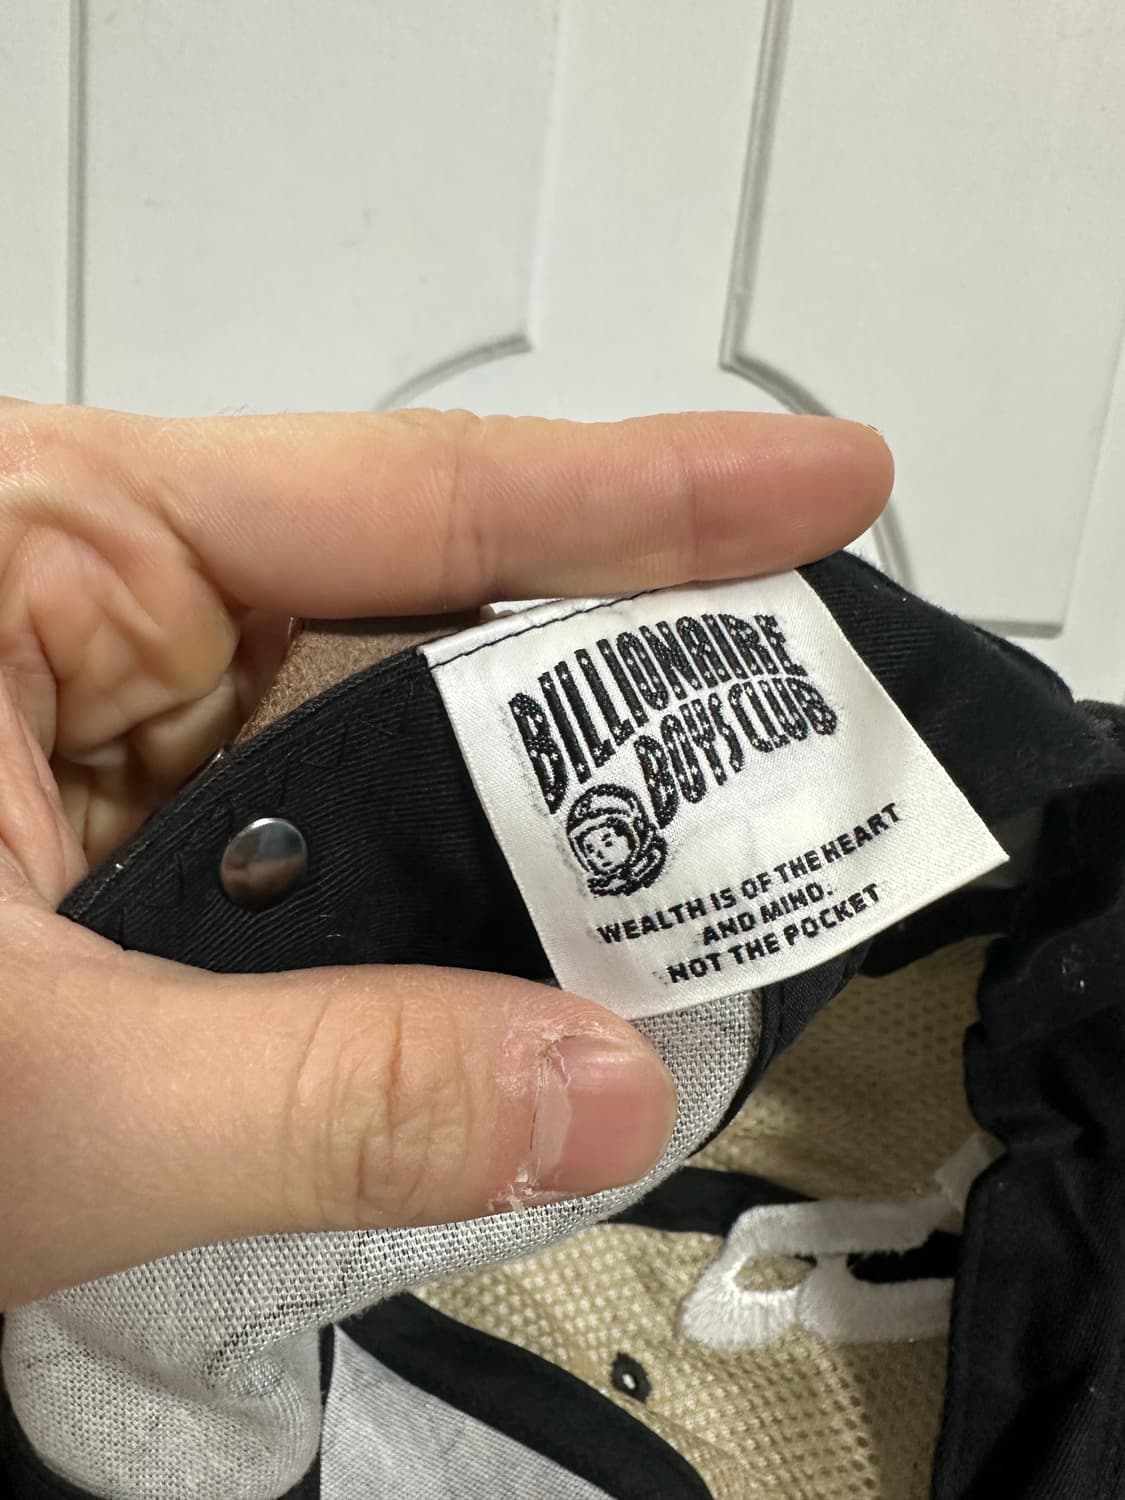 BILLIONAIRE
BOYS CLUB
WEALTH IS OF THE HEART
AND MIND.
NOT THE POCKET